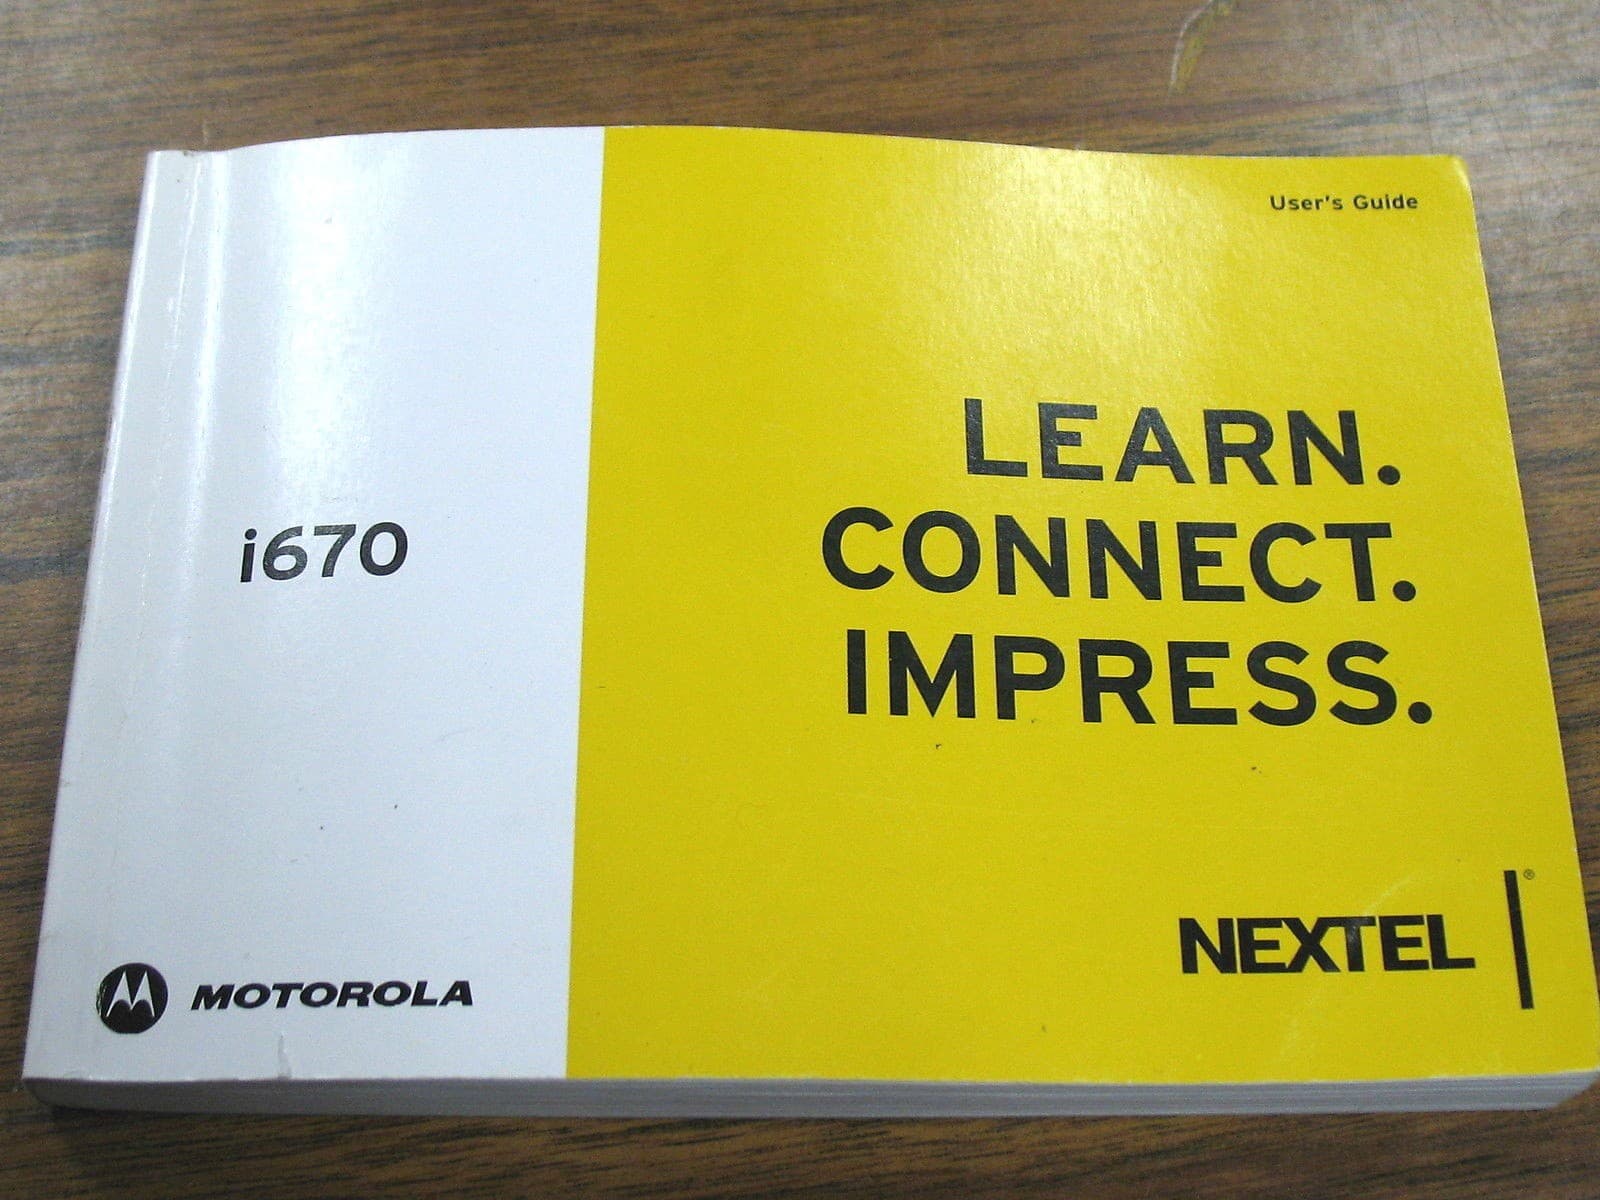 User's Guide
LEARN.
CONNECT.
IMPRESS.
i670
MOTOROLA
NEXTEL ®